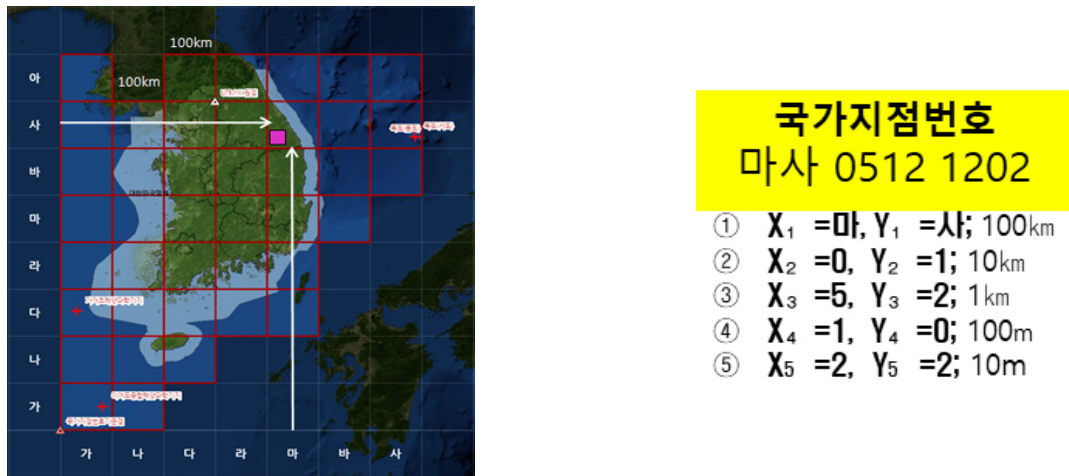 100km
100km
아
사
바
마
라
다
나
가
가
나
다
라
마
바
사
국가지점번호
마사 0512 1202
① X₁ =마, Y₁ =사; 100km
② X₂ =0, Y₂ =1; 10km
③ X₃ =5, Y₃ =2; 1km
④ X₄ =1, Y₄ =0; 100m
⑤ X5 =2, Y5 =2; 10m